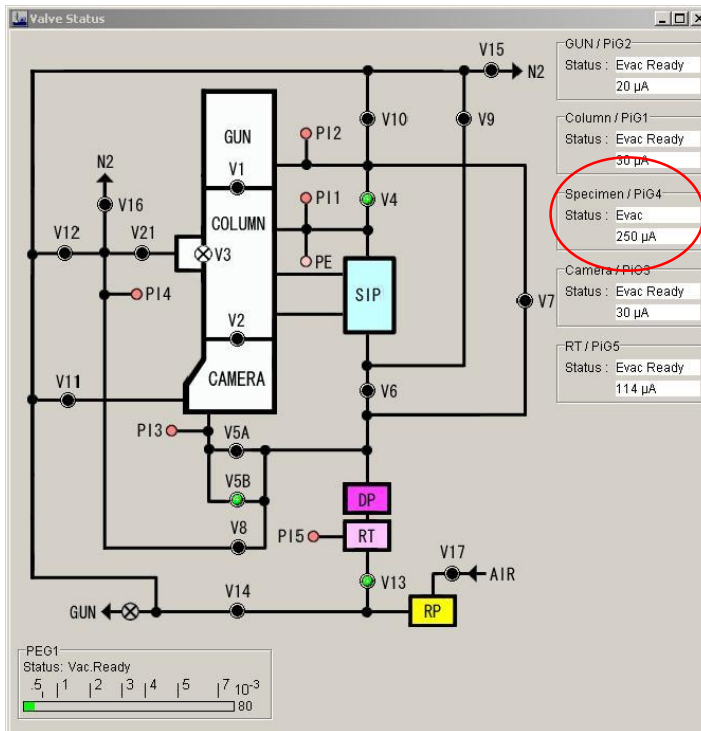 Valve Status
GUN / PiG2
Status : Evac Ready
20 µA
Column / PiG1
Status : Evac Ready
30 µA
Specimen / PiG4
Status : Evac
250 µA
Camera / PiG3
Status : Evac Ready
30 µA
RT / PiG5
Status : Evac Ready
114 µA
V15
N2
GUN
PI2
V10
V9
N2
V1
V16
PI1
V4
V12
V21
COLUMN
V3
PE
PI4
SIP
V7
V2
V11
CAMERA
V6
PI3
V5A
V5B
DP
V8
PI5
RT
V17
V13
AIR
V14
GUN
RP
PEG1
Status: Vac.Ready
.5 1 2 3 4 5 7 10-3
80